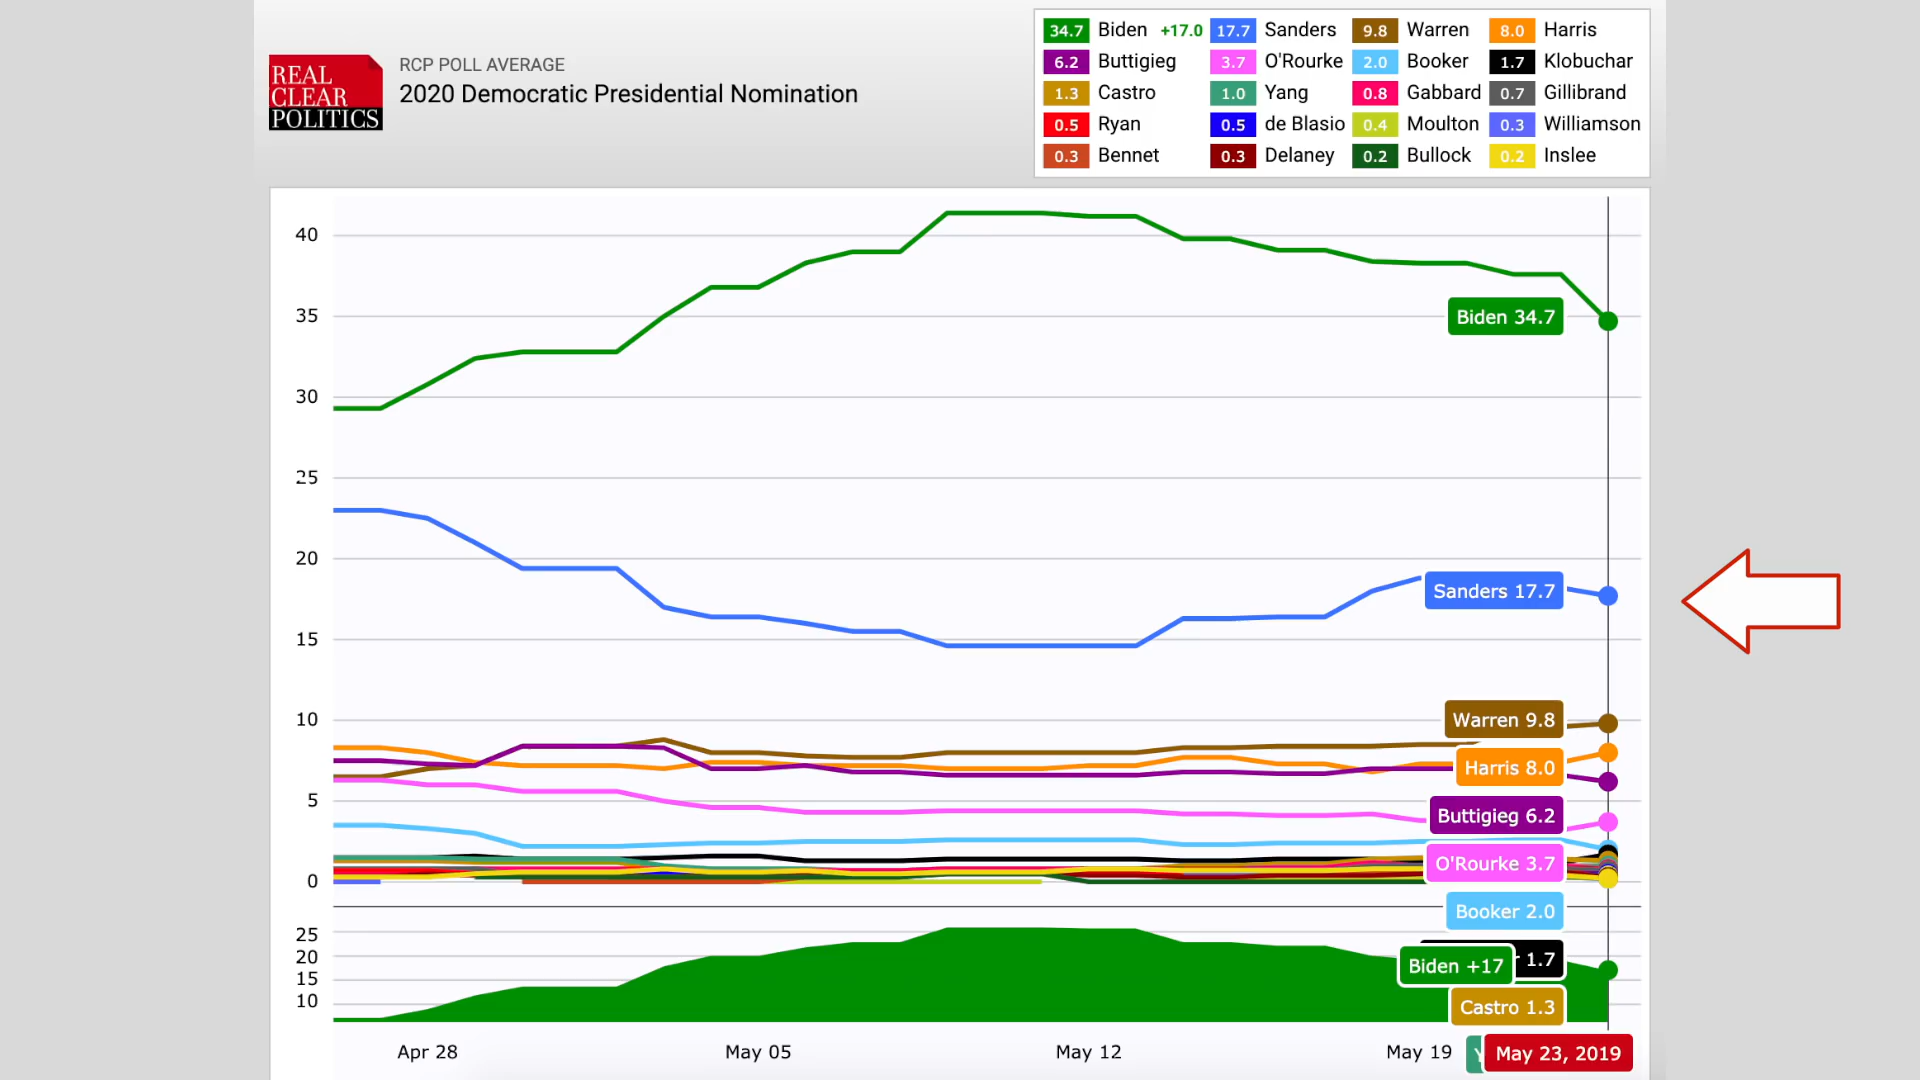 REAL
CLEAR
POLITICS
RCP POLL AVERAGE
2020 Democratic Presidential Nomination
34.7 Biden +17.0 17.7 Sanders 9.8 Warren 8.0 Harris
6.2 Buttigieg 3.7 O'Rourke 2.0 Booker 1.7 Klobuchar
1.3 Castro 1.0 Yang 0.8 Gabbard 0.7 Gillibrand
0.5 Ryan 0.5 de Blasio 0.4 Moulton 0.3 Williamson
0.3 Bennet 0.3 Delaney 0.2 Bullock 0.2 Inslee
40
35
Biden 34.7
30
25
20
Sanders 17.7
15
10
Warren 9.8
Harris 8.0
5
Buttigieg 6.2
O'Rourke 3.7
0
Booker 2.0
25
20
15
10
1.7
Biden +17
Castro 1.3
Apr 28 May 05 May 12 May 19 May 23, 2019